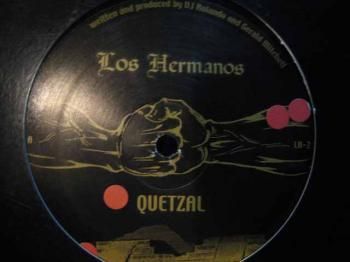 written and produced by DJ Rolando and Gerald Mitchell
Los Hermanos
LH-2
QUETZAL